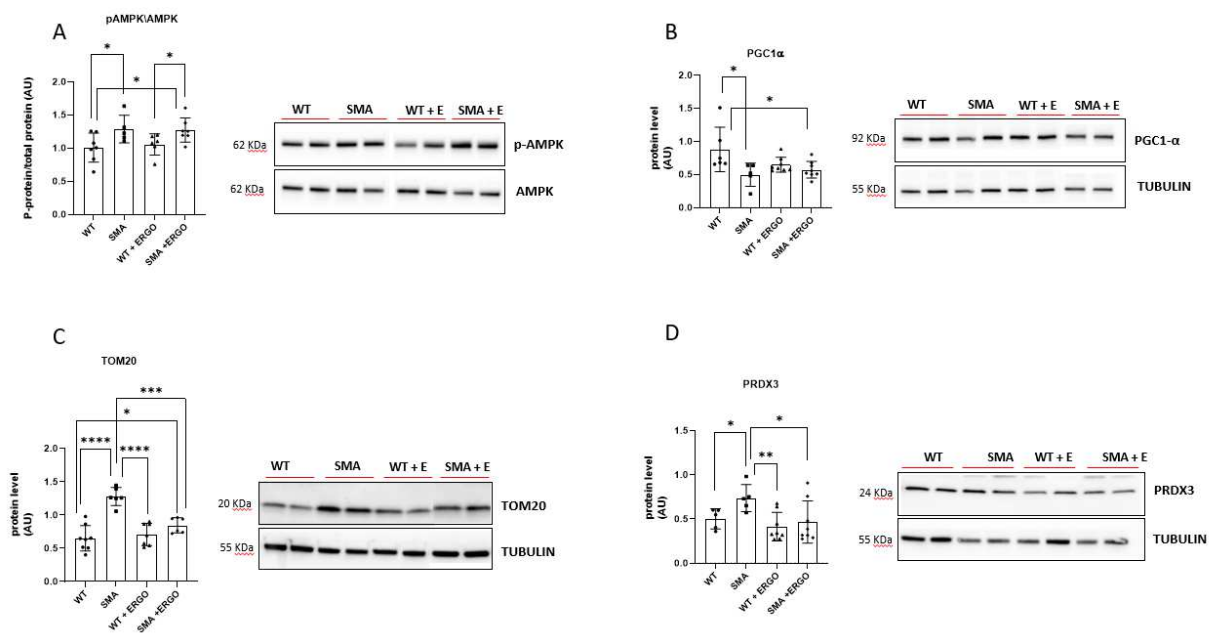 A
pAMPK\AMPK
P-protein/total protein (AU)
2.0
1.5
1.0
0.5
0.0
*
*
*
WT
SMA
WT + ERGO
SMA +ERGO
WT SMA WT + E SMA + E
62 KDa p-AMPK
62 KDa AMPK
B
PGC1α
protein level
(AU)
2.0
1.5
1.0
0.5
0.0
*
*
WT
SMA
WT + ERGO
SMA +ERGO
WT SMA WT + E SMA + E
92 KDa PGC1-α
55 KDa TUBULIN
C
TOM20
protein level
(AU)
2.0
1.5
1.0
0.5
0.0
***
*
**** ****
WT
SMA
WT + ERGO
SMA +ERGO
WT SMA WT + E SMA + E
20 KDa TOM20
55 KDa TUBULIN
D
PRDX3
protein level
(AU)
1.5
1.0
0.5
0.0
* *
**
WT
SMA
WT + ERGO
SMA +ERGO
WT SMA WT + E SMA + E
24 KDa PRDX3
55 KDa TUBULIN